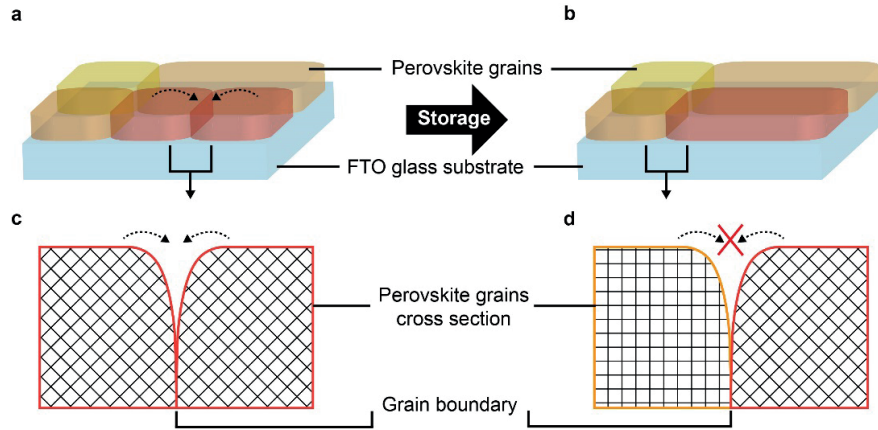 a
b
Perovskite grains
Storage
FTO glass substrate
c
d
Perovskite grains
cross section
Grain boundary